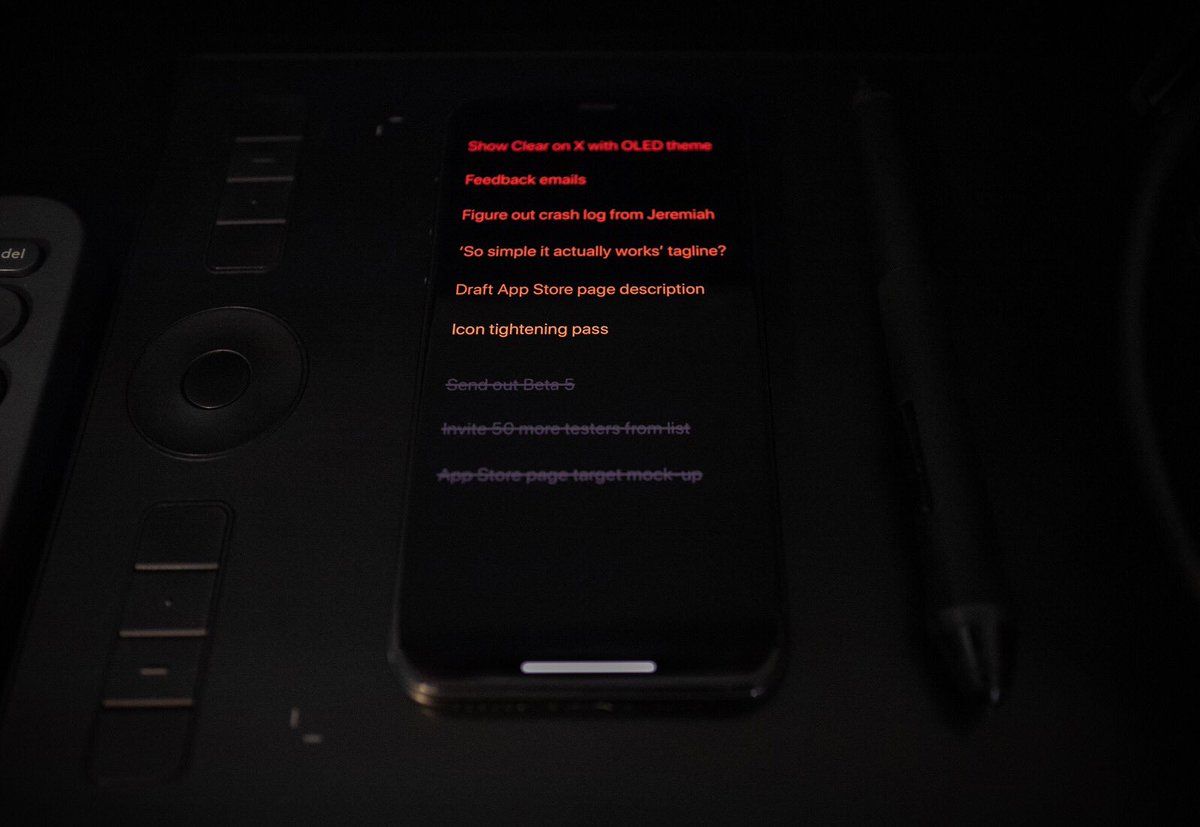 Show Clear on X with OLED theme
Feedback emails
Figure out crash log from Jeremiah
‘So simple it actually works’ tagline?
Draft App Store page description
Icon tightening pass
Send out Beta 5
Invite 50 more testers from list
App Store page target mock-up
del